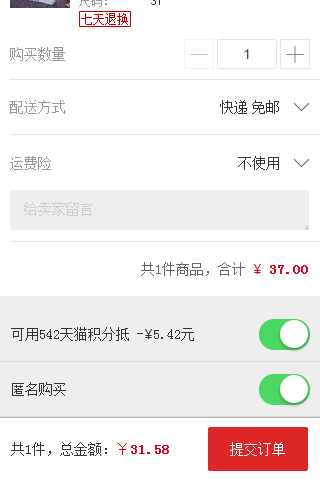 尺码： 31
七天退换
购买数量 1
配送方式 快递 免邮
运费险 不使用
给卖家留言
共1件商品，合计 ￥ 37.00
可用542天猫积分抵 -¥5.42元
匿名购买
共1件，总金额：￥31.58
提交订单